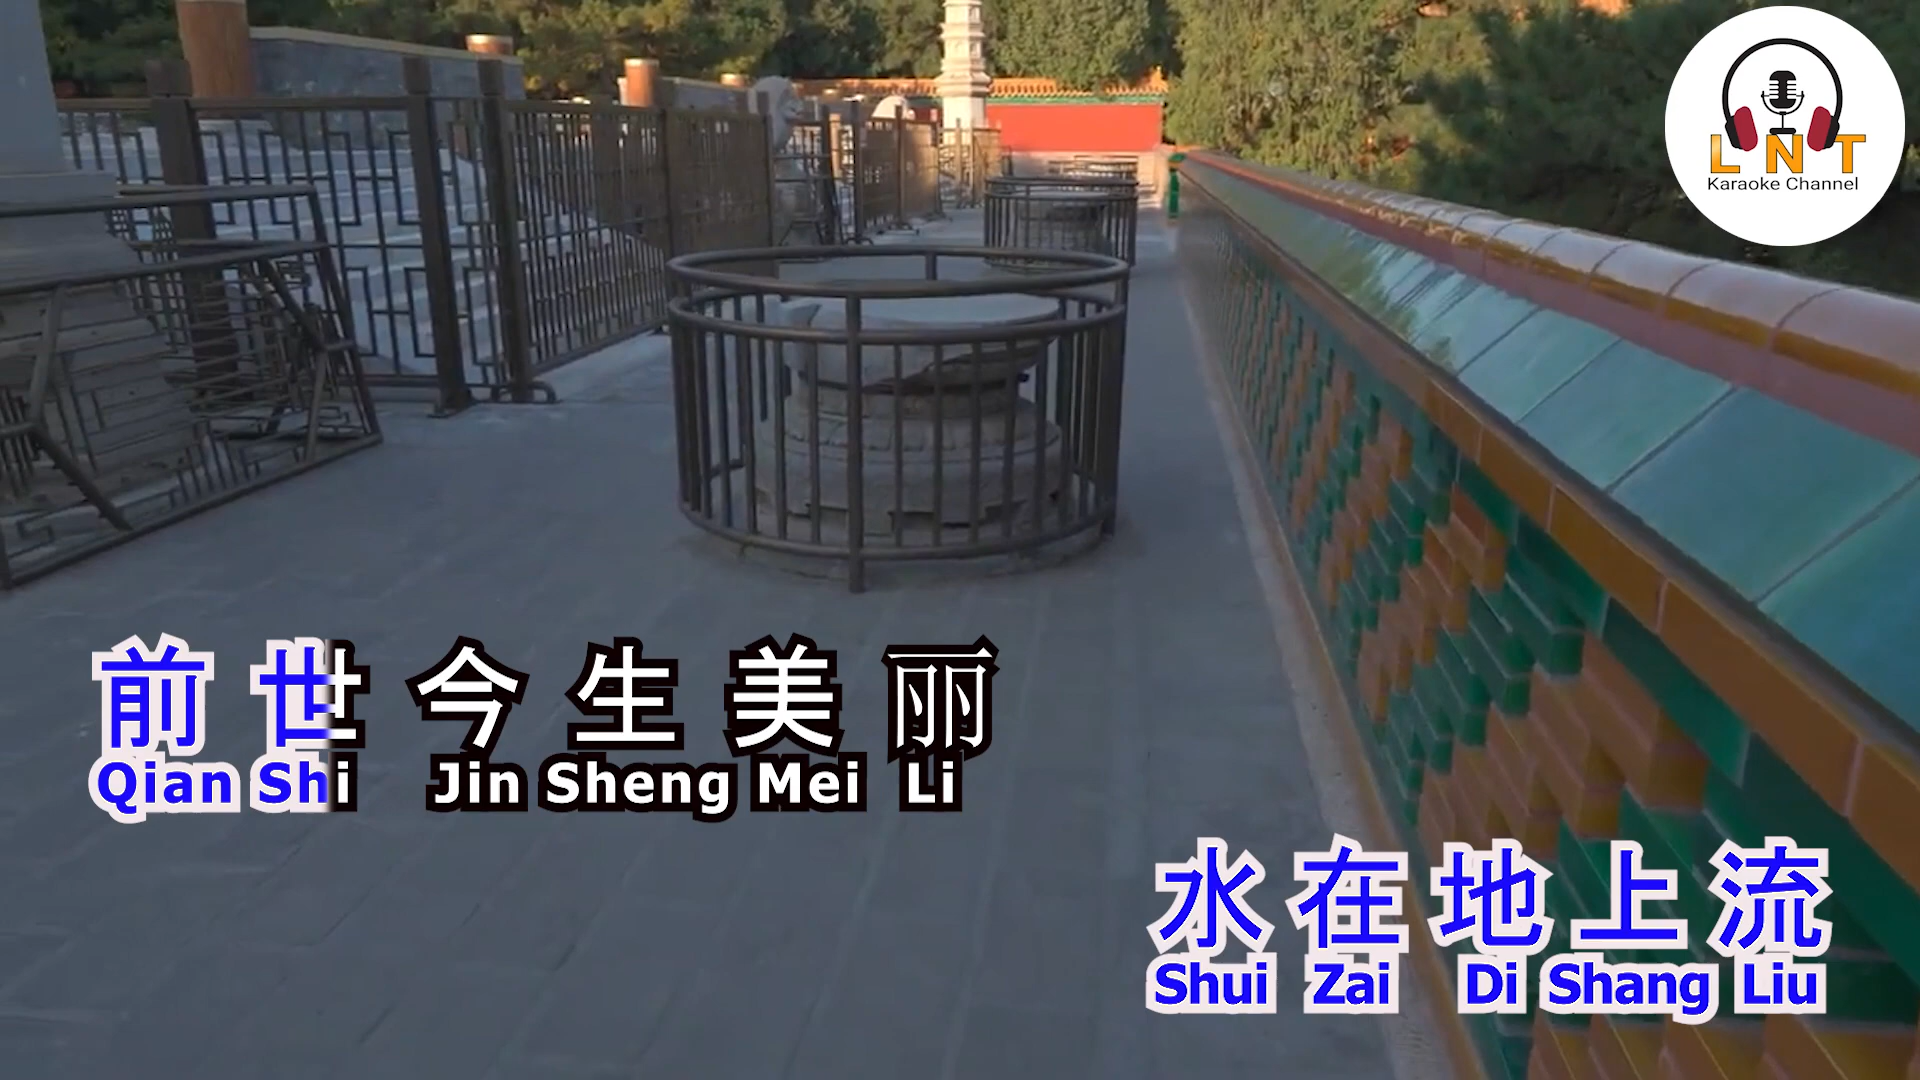 L N T
Karaoke Channel
前世今生美丽
Qian Shi Jin Sheng Mei Li
水在地上流
Shui Zai Di Shang Liu